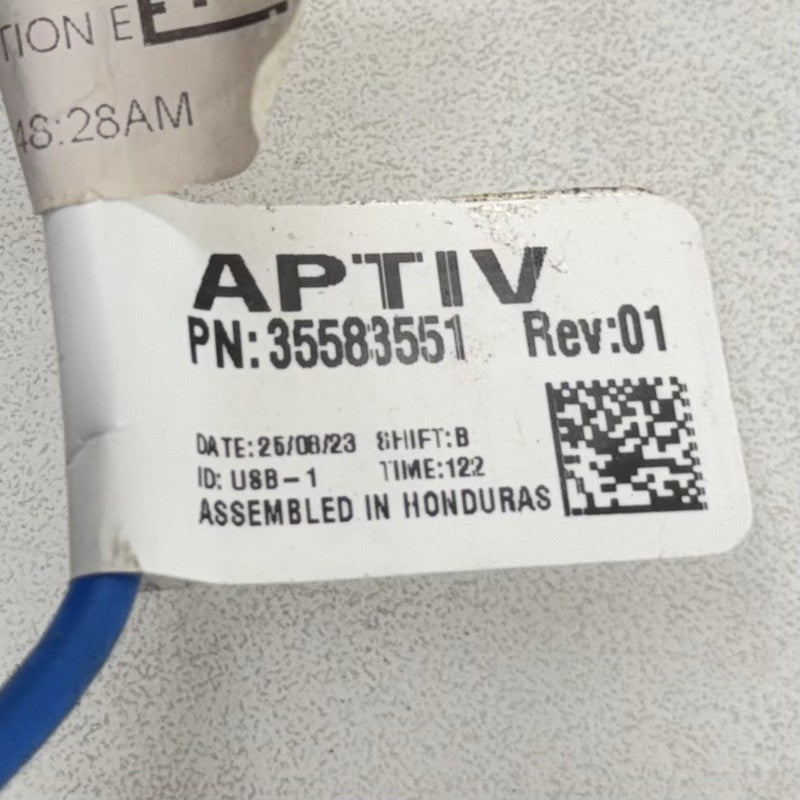 TION E
48:28AM
APTIV
PN:35583551 Rev:01
DATE:25/08/23 SHIFT:B
ID: USB-1 TIME:122
ASSEMBLED IN HONDURAS